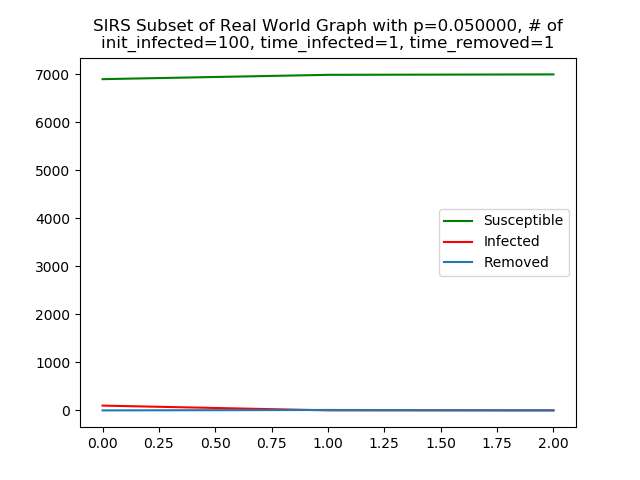 SIRS Subset of Real World Graph with p=0.050000, # of
init_infected=100, time_infected=1, time_removed=1
7000
6000
5000
4000
3000
2000
1000
0
Susceptible
Infected
Removed
0.00 0.25 0.50 0.75 1.00 1.25 1.50 1.75 2.00